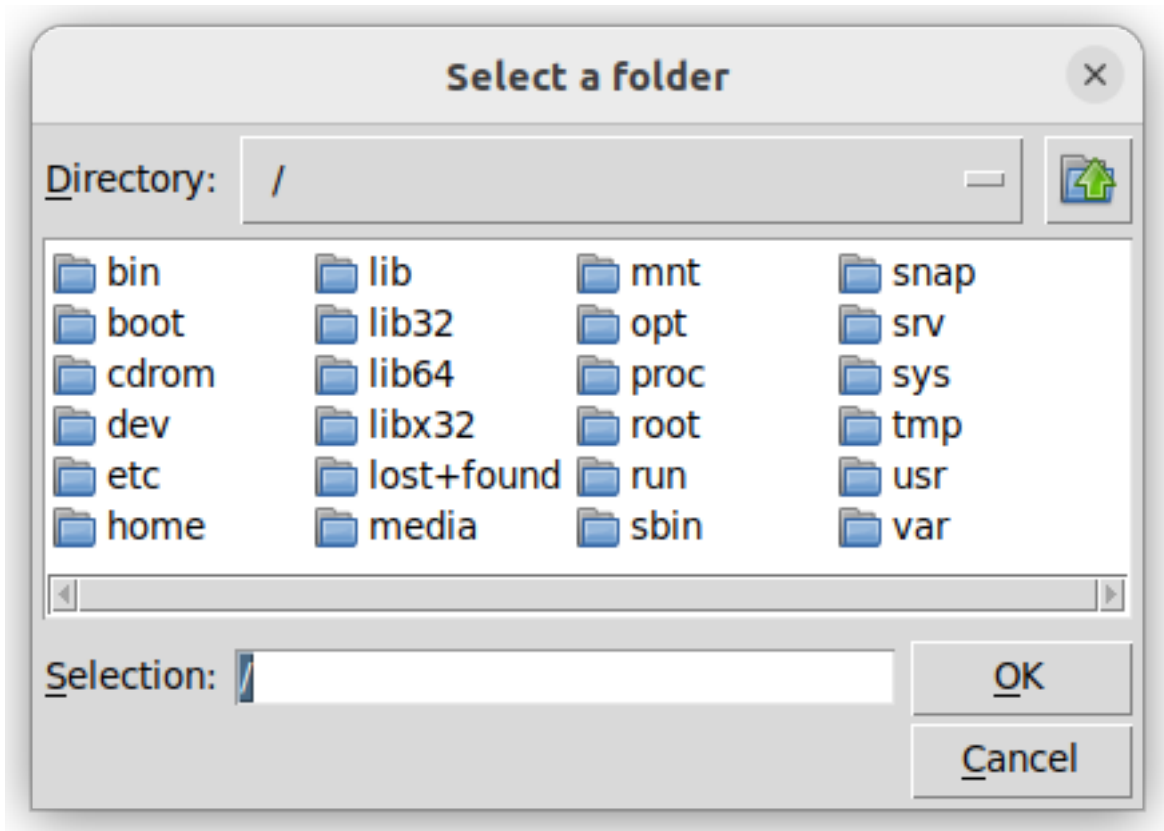 Select a folder
Directory: /
bin lib mnt snap
boot lib32 opt srv
cdrom lib64 proc sys
dev libx32 root tmp
etc lost+found run usr
home media sbin var
Selection: / OK
Cancel